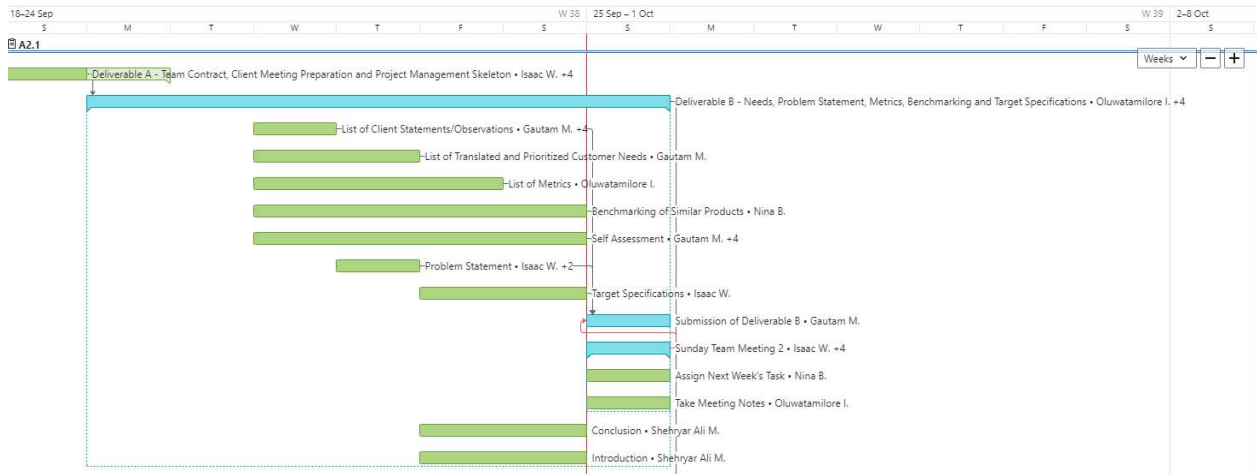 18–24 Sep W 38 25 Sep – 1 Oct W 39 2–8 Oct
S M T W T F S S M T W T F S S
A2.1
Weeks
Deliverable A - Team Contract, Client Meeting Preparation and Project Management Skeleton • Isaac W. +4
Deliverable B - Needs, Problem Statement, Metrics, Benchmarking and Target Specifications • Oluwatamilore I. +4
List of Client Statements/Observations • Gautam M. +4
List of Translated and Prioritized Customer Needs • Gautam M.
List of Metrics • Oluwatamilore I.
Benchmarking of Similar Products • Nina B.
Self Assessment • Gautam M. +4
Problem Statement • Isaac W. +2
Target Specifications • Isaac W.
Submission of Deliverable B • Gautam M.
Sunday Team Meeting 2 • Isaac W. +4
Assign Next Week's Task • Nina B.
Take Meeting Notes • Oluwatamilore I.
Conclusion • Shehryar Ali M.
Introduction • Shehryar Ali M.